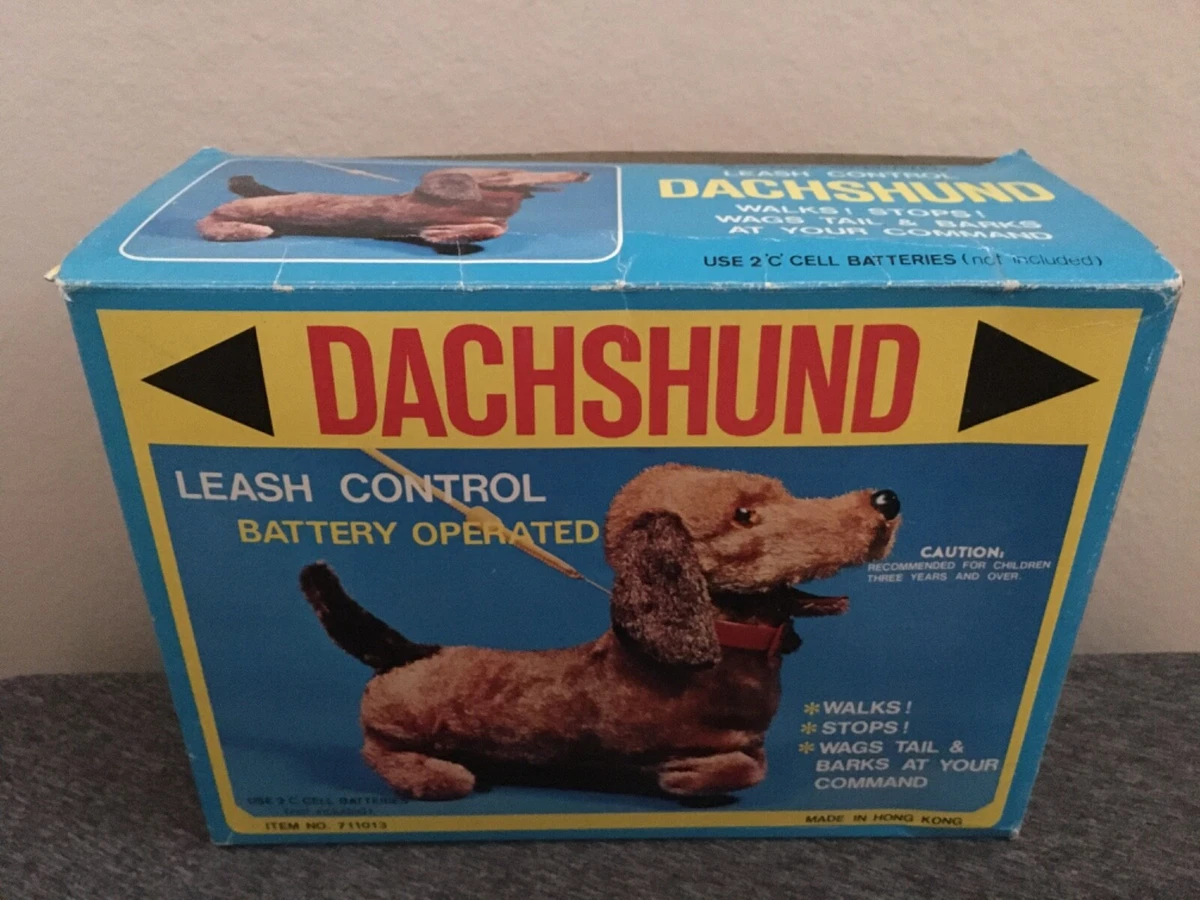 LEASH CONTROL
DACHSHUND
WALKS! STOPS!
WAGS TAIL & BARKS
AT YOUR COMMAND
USE 2 'C' CELL BATTERIES (not included)
DACHSHUND
LEASH CONTROL
BATTERY OPERATED
CAUTION:
RECOMMENDED FOR CHILDREN
THREE YEARS AND OVER.
*WALKS!
*STOPS!
*WAGS TAIL &
BARKS AT YOUR
COMMAND
USE 2 C CELL BATTERIES
(not included)
ITEM NO. 711013
MADE IN HONG KONG